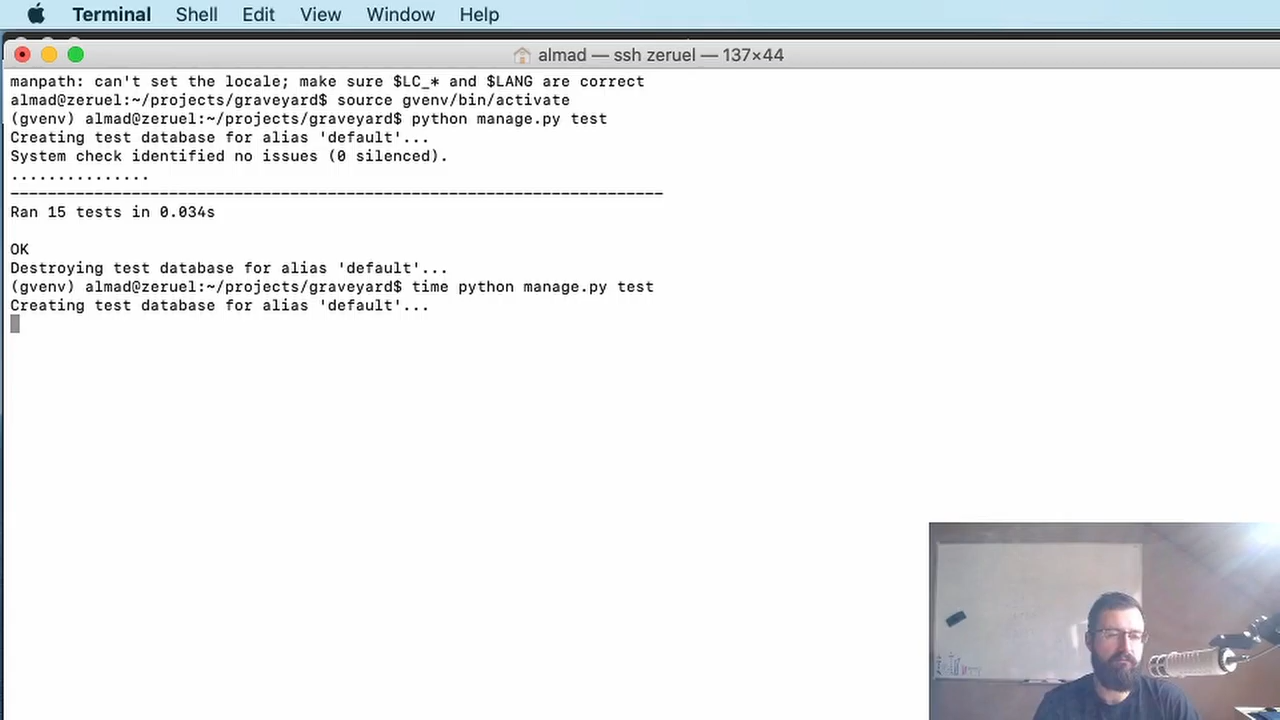 Terminal Shell Edit View Window Help
almad — ssh zeruel — 137×44
manpath: can't set the locale; make sure $LC_* and $LANG are correct
almad@zeruel:~/projects/graveyard$ source gvenv/bin/activate
(gvenv) almad@zeruel:~/projects/graveyard$ python manage.py test
Creating test database for alias 'default'...
System check identified no issues (0 silenced).
...............
----------------------------------------------------------------------
Ran 15 tests in 0.034s
OK
Destroying test database for alias 'default'...
(gvenv) almad@zeruel:~/projects/graveyard$ time python manage.py test
Creating test database for alias 'default'...